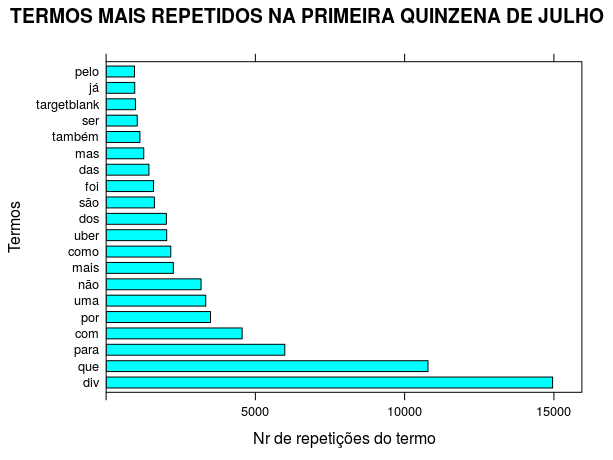 TERMOS MAIS REPETIDOS NA PRIMEIRA QUINZENA DE JULHO
Termos
pelo
já
targetblank
ser
também
mas
das
foi
são
dos
uber
como
mais
não
uma
por
com
para
que
div
5000 10000 15000
Nr de repetições do termo